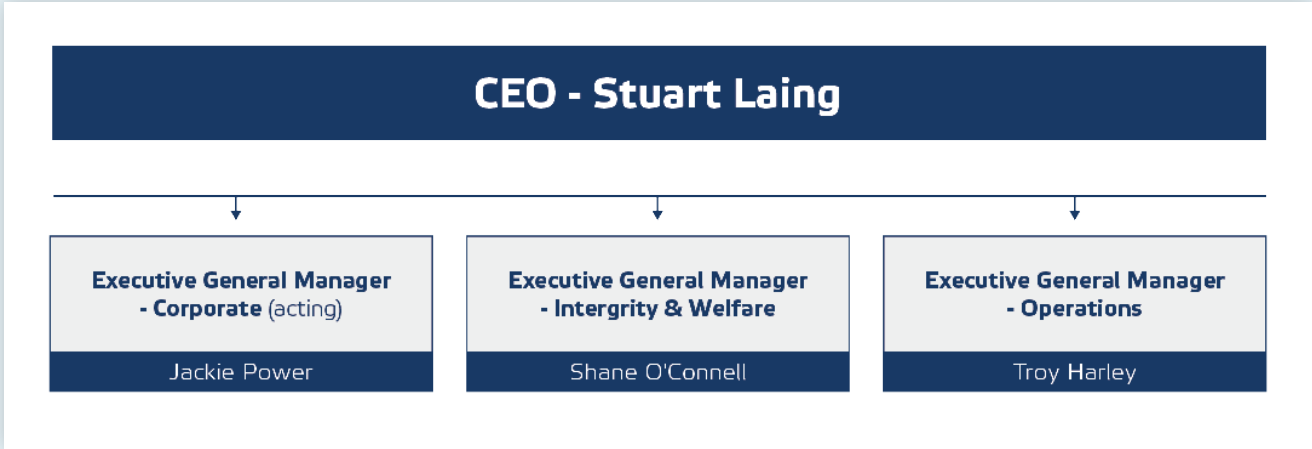 CEO - Stuart Laing
Executive General Manager
- Corporate (acting)
Jackie Power
Executive General Manager
- Intergrity & Welfare
Shane O'Connell
Executive General Manager
- Operations
Troy Harley